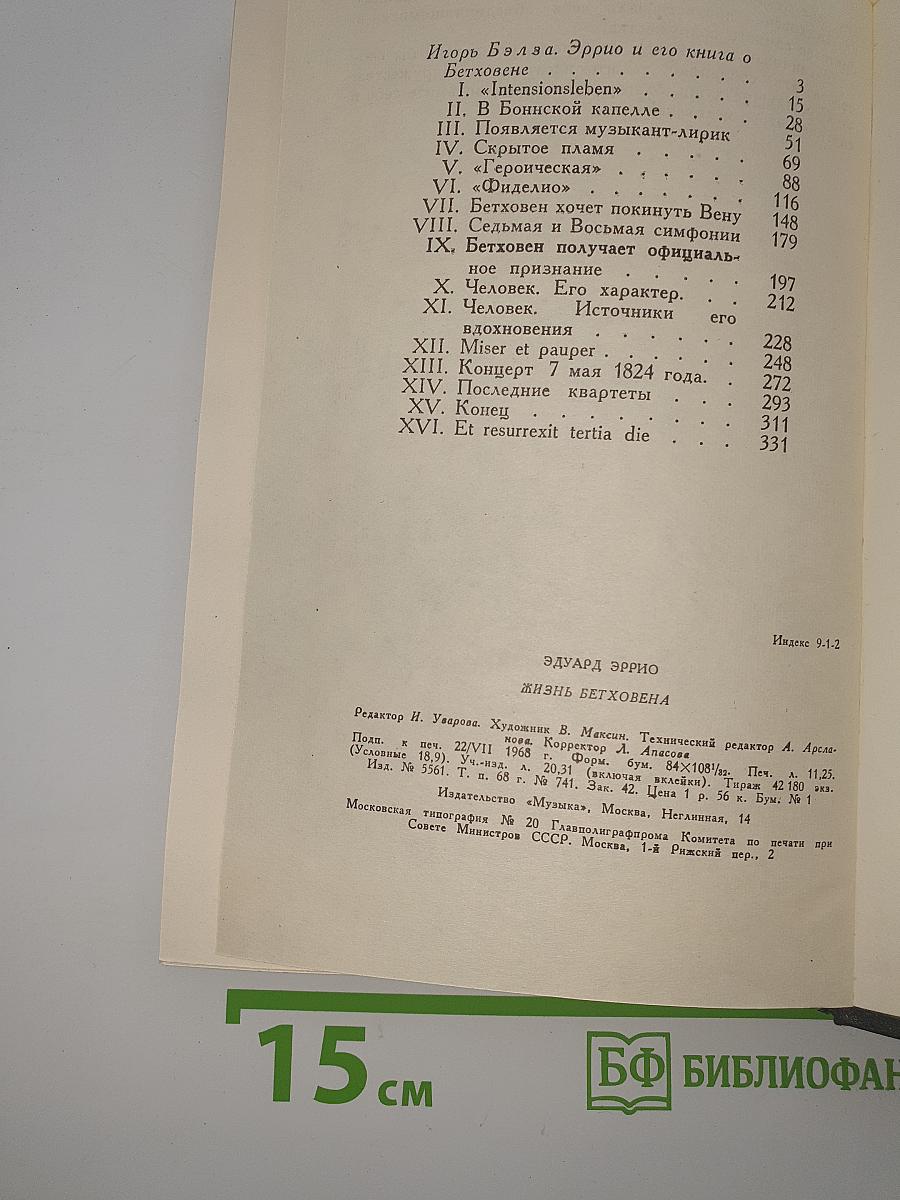 Игорь Бэлза. Эррио и его книга о
Бетховене . . . . . . . . . 3
I. «Intensionsleben» . . . . . 15
II. В Боннской капелле . . . . 28
III. Появляется музыкант-лирик 51
IV. Скрытое пламя . . . . . 69
V. «Героическая» . . . . . . 88
VI. «Фиделио» . . . . . . . 116
VII. Бетховен хочет покинуть Вену 148
VIII. Седьмая и Восьмая симфонии 179
IX. Бетховен получает официаль-
ное признание . . . . . 197
X. Человек. Его характер. . . 212
XI. Человек. Источники его
вдохновения . . . . . . 228
XII. Miser et pauper . . . . . . 248
XIII. Концерт 7 мая 1824 года. . 272
XIV. Последние квартеты . . . 293
XV. Конец . . . . . . . . 311
XVI. Et resurrexit tertia die . . . 331
Индекс 9-1-2
ЭДУАРД ЭРРИО
ЖИЗНЬ БЕТХОВЕНА
Редактор И. Уварова. Художник В. Максин. Технический редактор А. Арсла-
нова. Корректор Л. Апасова
Подп. к печ. 22/VII 1968 г. Форм. бум. 84×108¹/₃₂. Печ. л. 11,25.
(Условные 18,9). Уч.-изд. л. 20,31 (включая вклейки). Тираж 42 180 экз.
Изд. № 5561. Т. п. 68 г. № 741. Зак. 42. Цена 1 р. 56 к. Бум. № 1
Издательство «Музыка», Москва, Неглинная, 14
Московская типография № 20 Главполиграфпрома Комитета по печати при
Совете Министров СССР. Москва, 1-й Рижский пер., 2
15 см
БФ БИБЛИОФАН